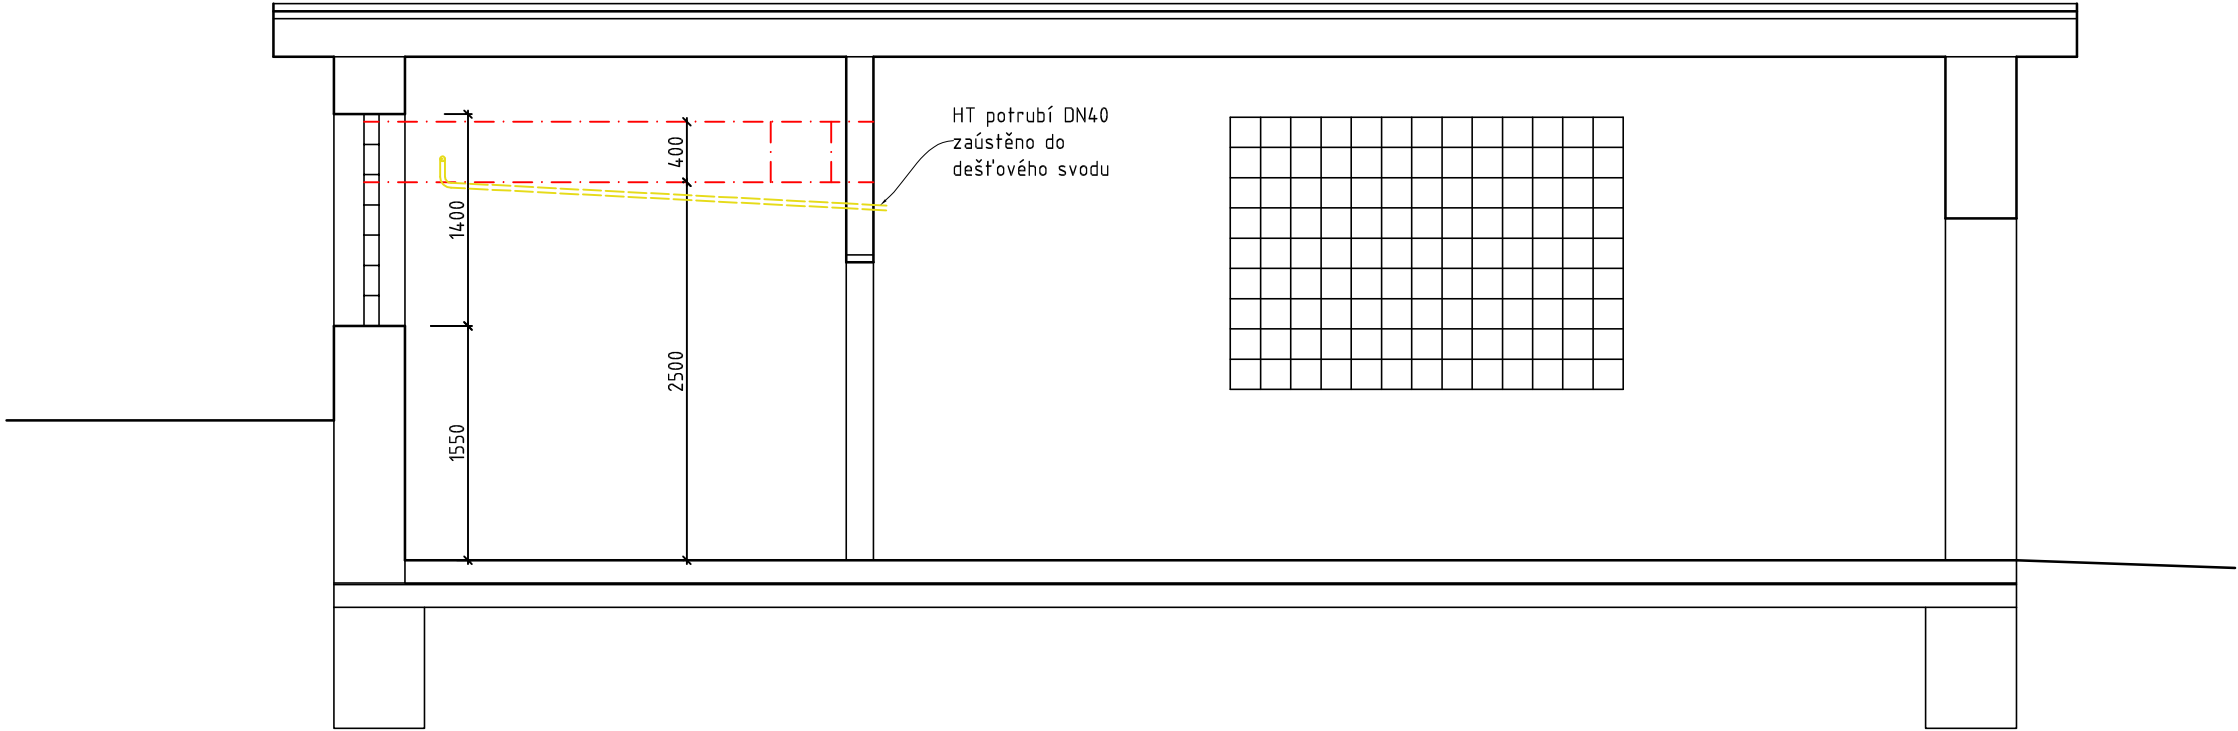 HT potrubí DN40
zaústěno do
dešťového svodu
400
1400
2500
1550